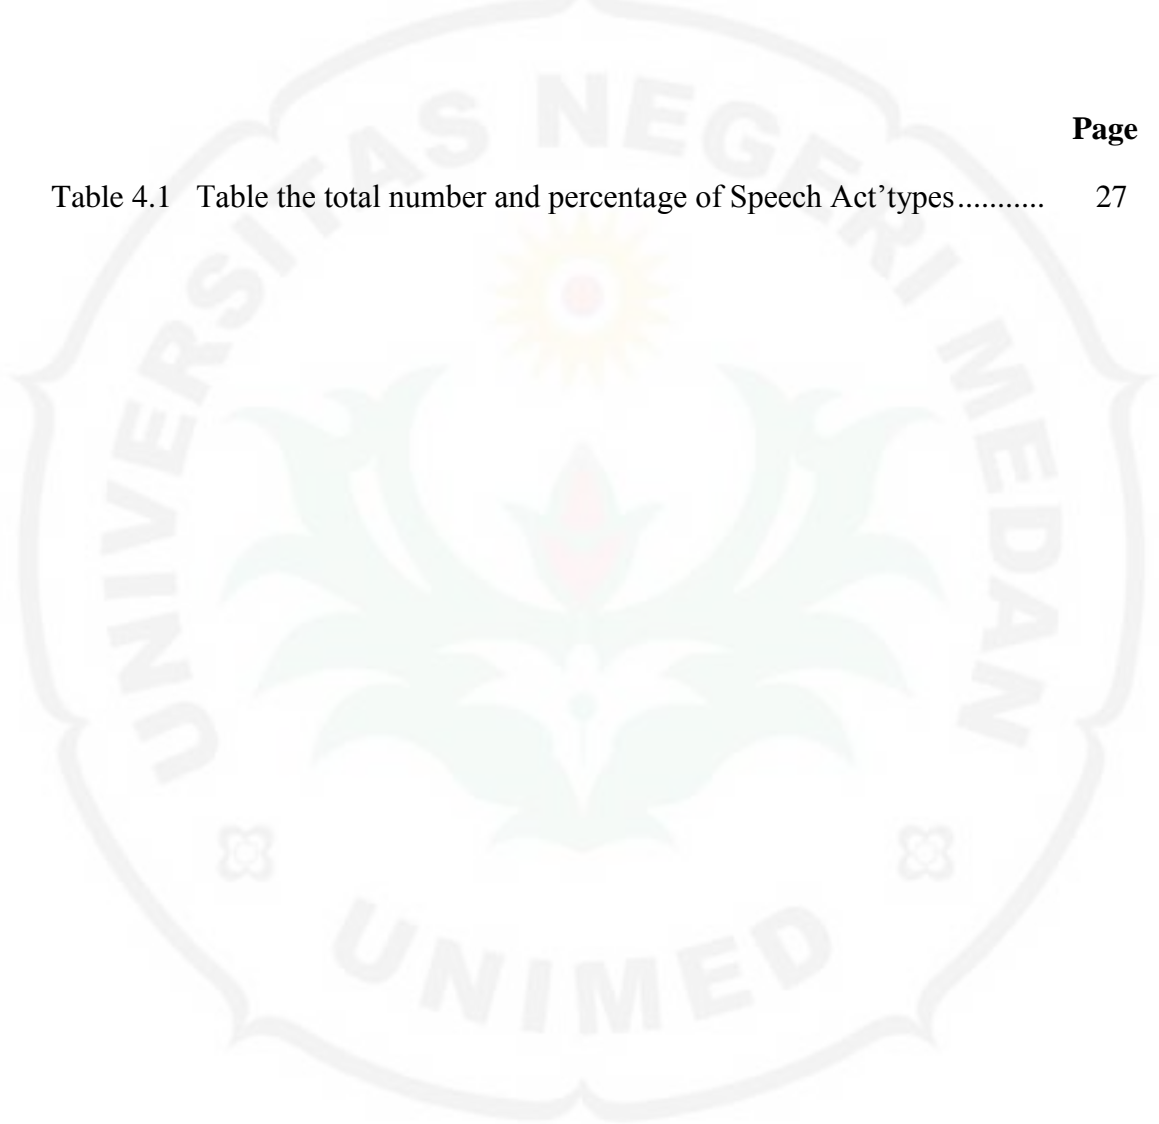 Page
Table 4.1 Table the total number and percentage of Speech Act’types........... 27
UNIVERSITAS NEGERI MEDAN
UNIMED